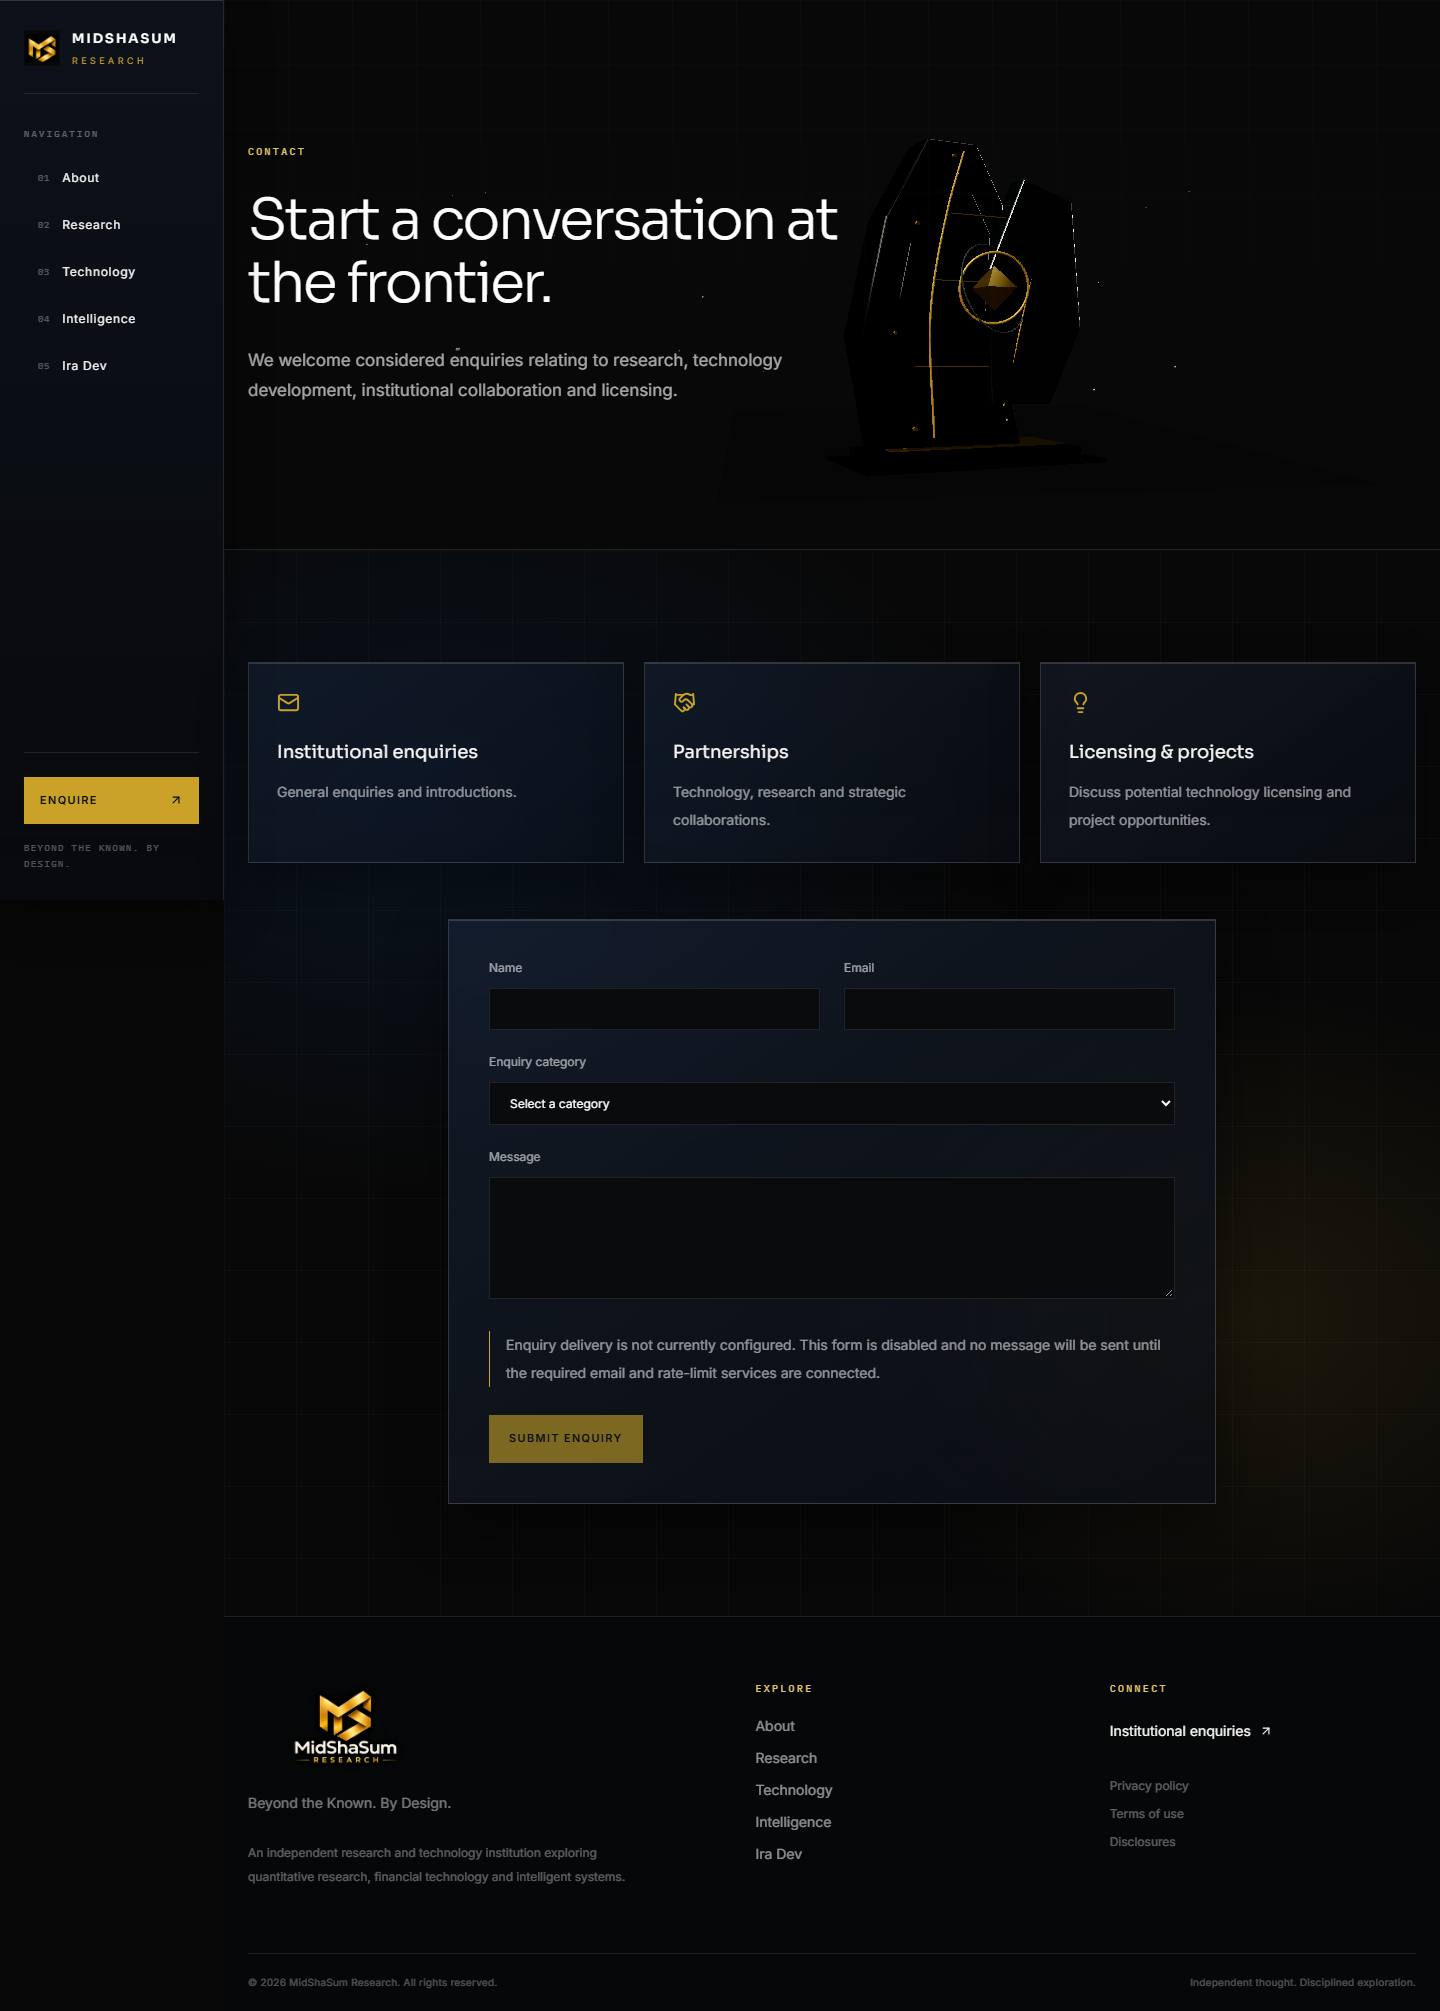 MIDSHASUM
RESEARCH
NAVIGATION
01 About
02 Research
03 Technology
04 Intelligence
05 Ira Dev
ENQUIRE
BEYOND THE KNOWN. BY
DESIGN.
CONTACT
Start a conversation at
the frontier.
We welcome considered enquiries relating to research, technology
development, institutional collaboration and licensing.
Institutional enquiries
General enquiries and introductions.
Partnerships
Technology, research and strategic
collaborations.
Licensing & projects
Discuss potential technology licensing and
project opportunities.
Name
Email
Enquiry category
Select a category
Message
Enquiry delivery is not currently configured. This form is disabled and no message will be sent until
the required email and rate-limit services are connected.
SUBMIT ENQUIRY
MidShaSum
RESEARCH
Beyond the Known. By Design.
An independent research and technology institution exploring
quantitative research, financial technology and intelligent systems.
EXPLORE
About
Research
Technology
Intelligence
Ira Dev
CONNECT
Institutional enquiries
Privacy policy
Terms of use
Disclosures
© 2026 MidShaSum Research. All rights reserved.
Independent thought. Disciplined exploration.